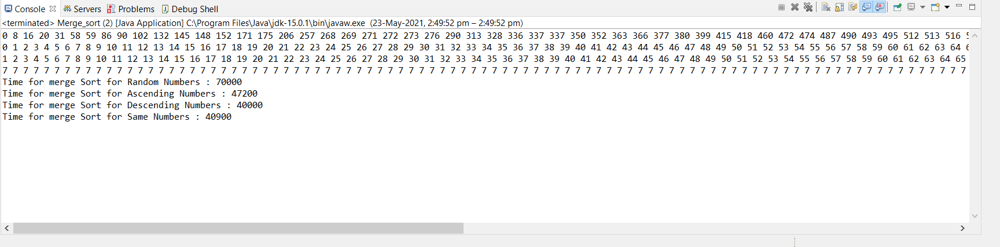 Console Servers Problems Debug Shell
<terminated> Merge_sort (2) [Java Application] C:\Program Files\Java\jdk-15.0.1\bin\javaw.exe (23-May-2021, 2:49:52 pm – 2:49:52 pm)
0 8 16 20 31 58 59 86 90 102 132 145 148 152 171 175 206 257 268 269 271 272 273 276 290 313 328 336 337 337 350 352 363 366 377 380 399 415 418 460 472 474 487 490 493 495 512 513 516
0 1 2 3 4 5 6 7 8 9 10 11 12 13 14 15 16 17 18 19 20 21 22 23 24 25 26 27 28 29 30 31 32 33 34 35 36 37 38 39 40 41 42 43 44 45 46 47 48 49 50 51 52 53 54 55 56 57 58 59 60 61 62 63 64
1 2 3 4 5 6 7 8 9 10 11 12 13 14 15 16 17 18 19 20 21 22 23 24 25 26 27 28 29 30 31 32 33 34 35 36 37 38 39 40 41 42 43 44 45 46 47 48 49 50 51 52 53 54 55 56 57 58 59 60 61 62 63 64 65
7 7 7 7 7 7 7 7 7 7 7 7 7 7 7 7 7 7 7 7 7 7 7 7 7 7 7 7 7 7 7 7 7 7 7 7 7 7 7 7 7 7 7 7 7 7 7 7 7 7 7 7 7 7 7 7 7 7 7 7 7 7 7 7 7 7 7 7 7 7 7 7 7 7 7 7 7 7 7 7 7 7 7 7 7 7 7 7 7 7 7 7 7
Time for merge Sort for Random Numbers : 70000
Time for merge Sort for Ascending Numbers : 47200
Time for merge Sort for Descending Numbers : 40000
Time for merge Sort for Same Numbers : 40900